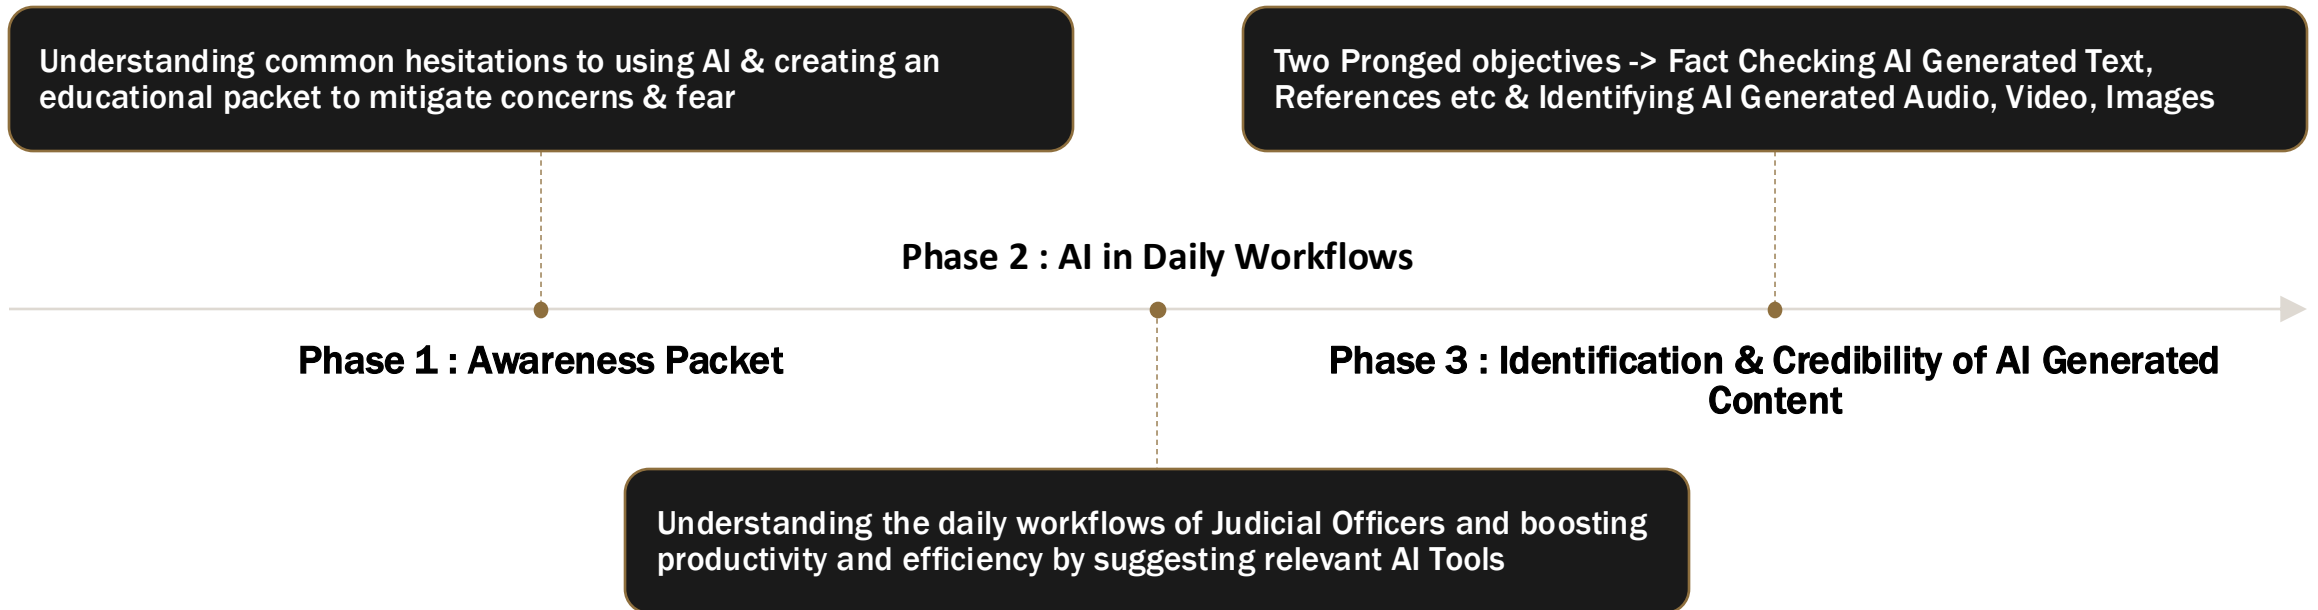 Understanding common hesitations to using AI & creating an
educational packet to mitigate concerns & fear
Two Pronged objectives -> Fact Checking AI Generated Text,
References etc & Identifying AI Generated Audio, Video, Images
Phase 2 : AI in Daily Workflows
Phase 1 : Awareness Packet
Phase 3 : Identification & Credibility of AI Generated
Content
Understanding the daily workflows of Judicial Officers and boosting
productivity and efficiency by suggesting relevant AI Tools